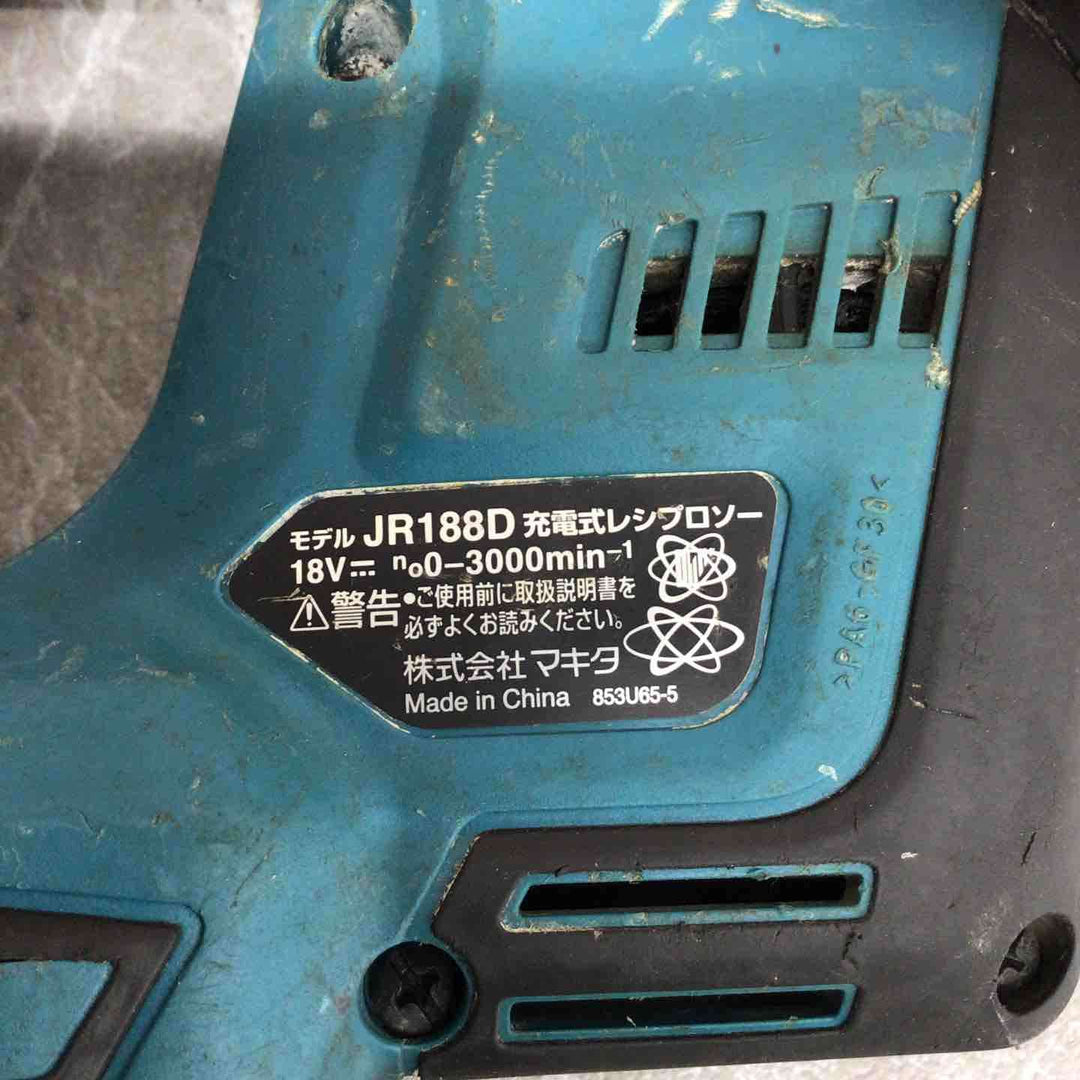 モデル JR188D 充電式レシプロソー
18V⎓ n₀0-3000min⁻¹
⚠警告 •ご使用前に取扱説明書を
必ずよくお読みください。
株式会社マキタ
Made in China 853U65-5
>PA6-GF30<